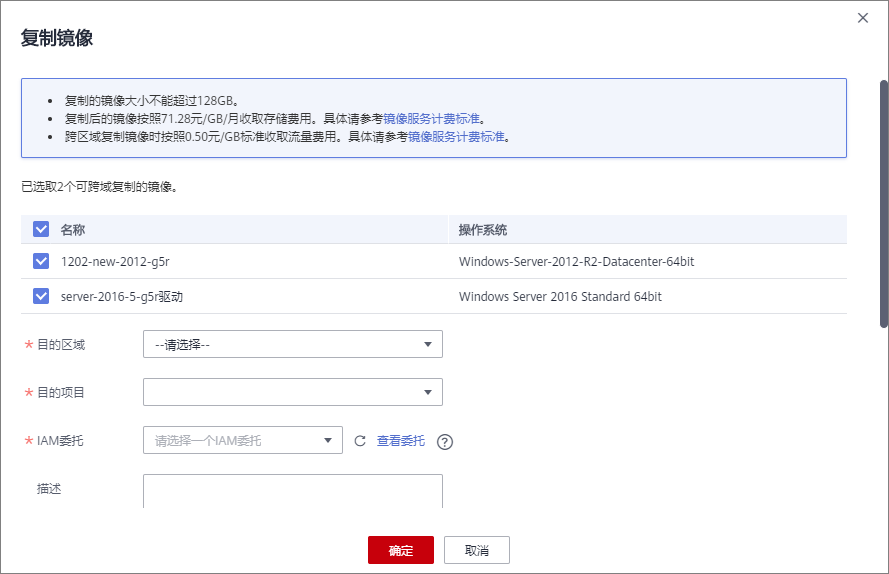 复制镜像
复制的镜像大小不能超过128GB。
复制后的镜像按照71.28元/GB/月收取存储费用。具体请参考镜像服务计费标准。
跨区域复制镜像时按照0.50元/GB标准收取流量费用。具体请参考镜像服务计费标准。
已选取2个可跨域复制的镜像。
名称 操作系统
1202-new-2012-g5r Windows-Server-2012-R2-Datacenter-64bit
server-2016-5-g5r驱动 Windows Server 2016 Standard 64bit
* 目的区域 --请选择--
* 目的项目
* IAM委托 请选择一个IAM委托 查看委托 ?
描述
确定 取消